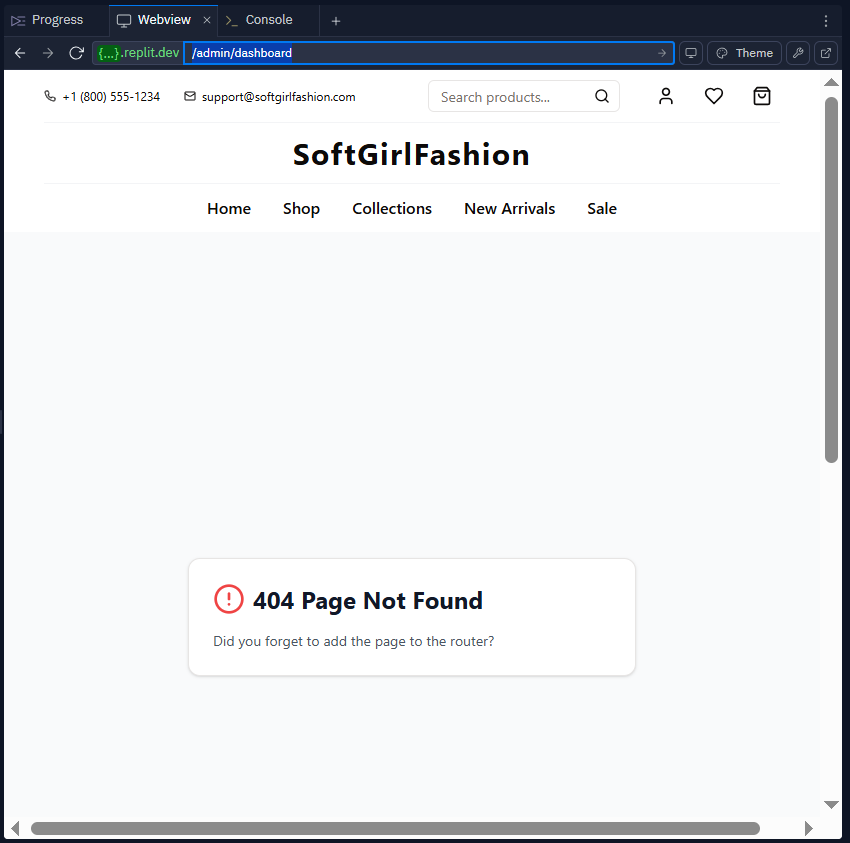 Progress Webview Console
{...}.replit.dev /admin/dashboard Theme
+1 (800) 555-1234 support@softgirlfashion.com Search products...
SoftGirlFashion
Home Shop Collections New Arrivals Sale
404 Page Not Found
Did you forget to add the page to the router?